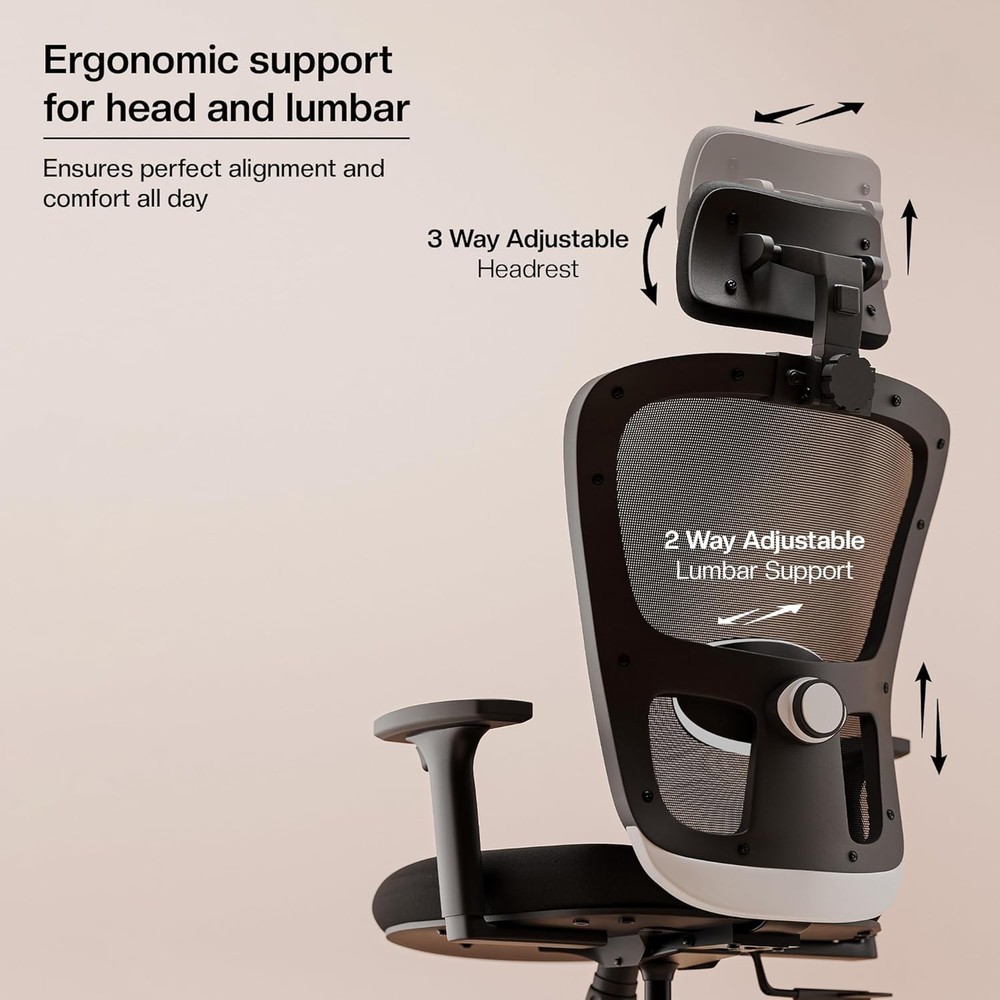 Ergonomic support
for head and lumbar
Ensures perfect alignment and
comfort all day
3 Way Adjustable
Headrest
2 Way Adjustable
Lumbar Support